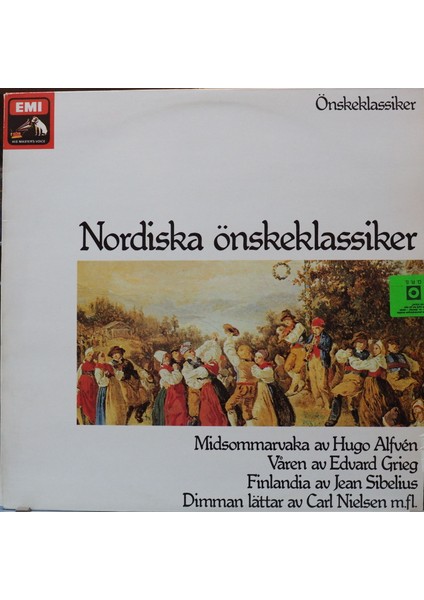 EMI
HIS MASTER'S VOICE
Önskeklassiker
Nordiska önskeklassiker
Midsommarvaka av Hugo Alfvén
Våren av Edvard Grieg
Finlandia av Jean Sibelius
Dimman lättar av Carl Nielsen m.fl.